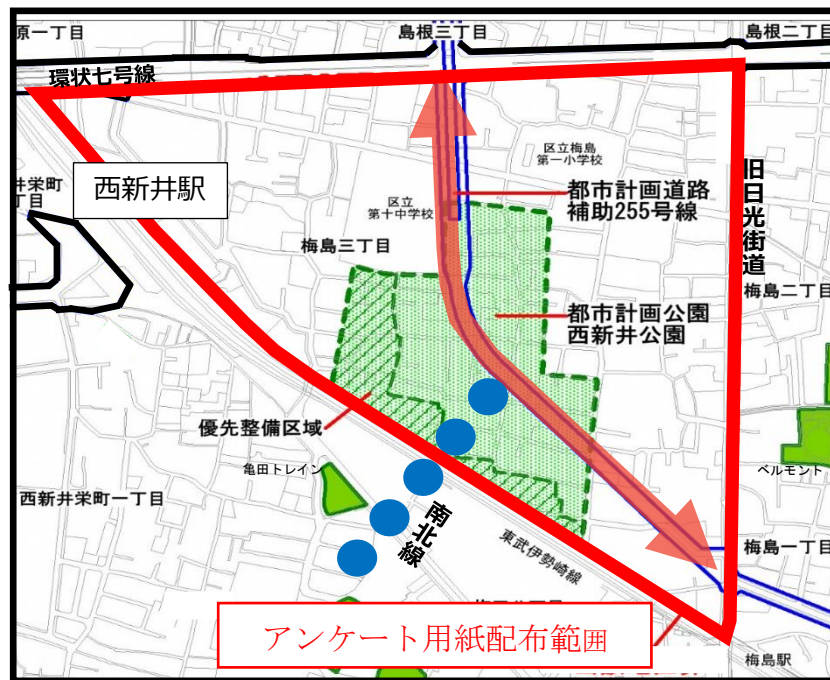 原一丁目
島根三丁目
島根二丁目
環状七号線
区立梅島
第一小学校
井栄町
丁目
西新井駅
区立
第十中学校
都市計画道路
補助255号線
旧日光街道
梅島三丁目
梅島二丁目
都市計画公園
西新井公園
優先整備区域
亀田トレイン
ベルモント
西新井栄町一丁目
南北線
東武伊勢崎線
梅島一丁目
アンケート用紙配布範囲
梅島駅